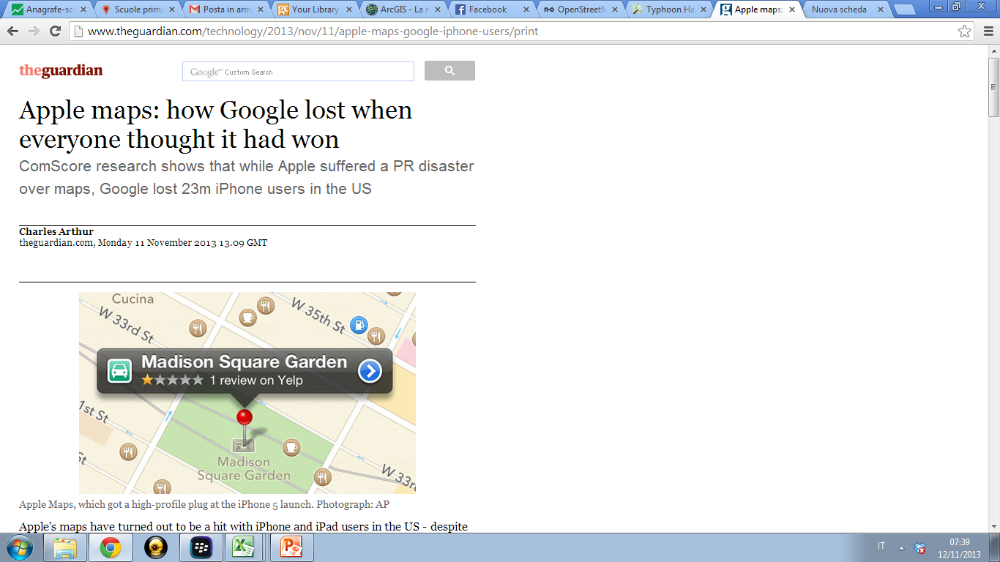 Anagrafe-sc
Scuole prima
Posta in arriv
Your Library
ArcGIS - La m
Facebook
OpenStreetM
Typhoon Ha
Apple maps:
Nuova scheda
www.theguardian.com/technology/2013/nov/11/apple-maps-google-iphone-users/print
theguardian
Google™ Custom Search
Apple maps: how Google lost when
everyone thought it had won
ComScore research shows that while Apple suffered a PR disaster
over maps, Google lost 23m iPhone users in the US
Charles Arthur
theguardian.com, Monday 11 November 2013 13.09 GMT
Cucina
W 33rd St
W 35th St
Madison Square Garden
1 review on Yelp
1st St
St
Madison
Square Garden
W 33r
Apple Maps, which got a high-profile plug at the iPhone 5 launch. Photograph: AP
Apple's maps have turned out to be a hit with iPhone and iPad users in the US - despite
IT
07:39
12/11/2013